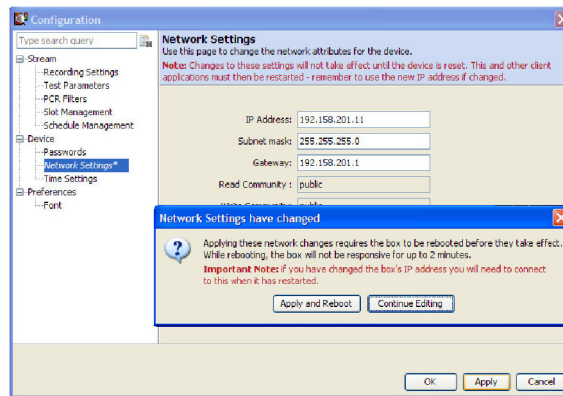 Configuration
Type search query
Stream
Recording Settings
Test Parameters
PCR Filters
Slot Management
Schedule Management
Device
Passwords
Network Settings*
Time Settings
Preferences
Font
Network Settings
Use this page to change the network attributes for the device.
Note: Changes to these settings will not take effect until the device is reset. This and other client
applications must then be restarted - remember to use the new IP address if changed.
IP Address: 192.158.201.11
Subnet mask: 255.255.255.0
Gateway: 192.158.201.1
Read Community : public
Network Settings have changed
Applying these network changes requires the box to be rebooted before they take effect.
While rebooting, the box will not be responsive for up to 2 minutes.
Important Note: if you have changed the box's IP address you will need to connect
to this when it has restarted.
Apply and Reboot Continue Editing
OK Apply Cancel